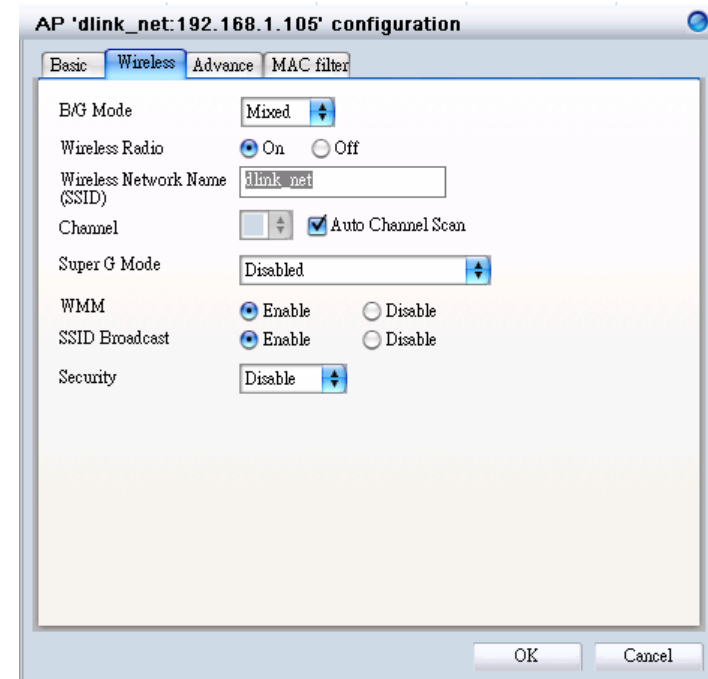 AP 'dlink_net:192.168.1.105' configuration
Basic Wireless Advance MAC filter
B/G Mode Mixed
Wireless Radio On Off
Wireless Network Name dlink_net
(SSID)
Channel Auto Channel Scan
Super G Mode Disabled
WMM Enable Disable
SSID Broadcast Enable Disable
Security Disable
OK Cancel